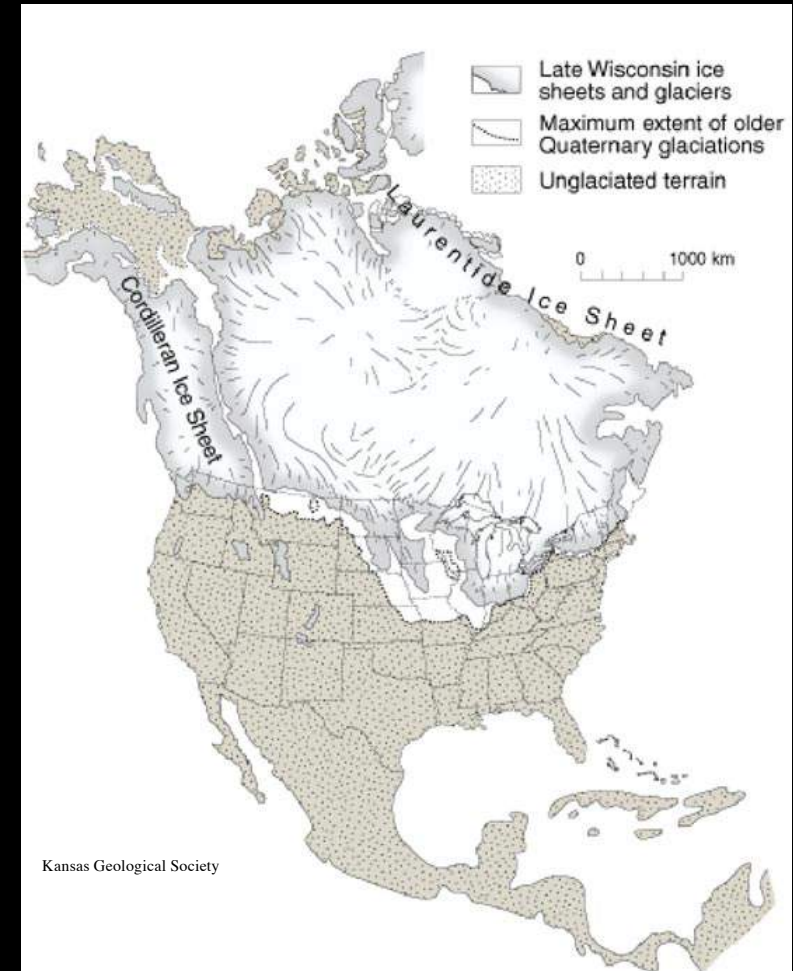 Late Wisconsin ice
sheets and glaciers
Maximum extent of older
Quaternary glaciations
Unglaciated terrain
0 1000 km
Laurentide Ice Sheet
Cordilleran Ice Sheet
Kansas Geological Society